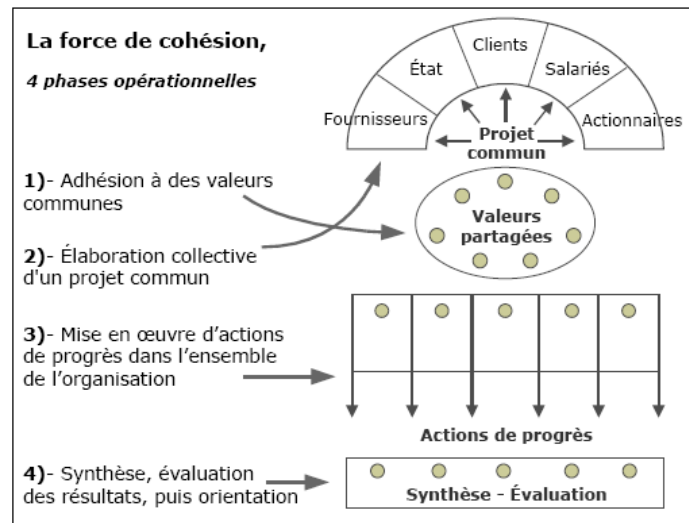 La force de cohésion,
4 phases opérationnelles
Clients
État
Salariés
Fournisseurs
Actionnaires
Projet
commun
1)- Adhésion à des valeurs
communes
Valeurs
partagées
2)- Élaboration collective
d'un projet commun
3)- Mise en œuvre d’actions
de progrès dans l’ensemble
de l’organisation
Actions de progrès
4)- Synthèse, évaluation
des résultats, puis orientation
Synthèse - Évaluation